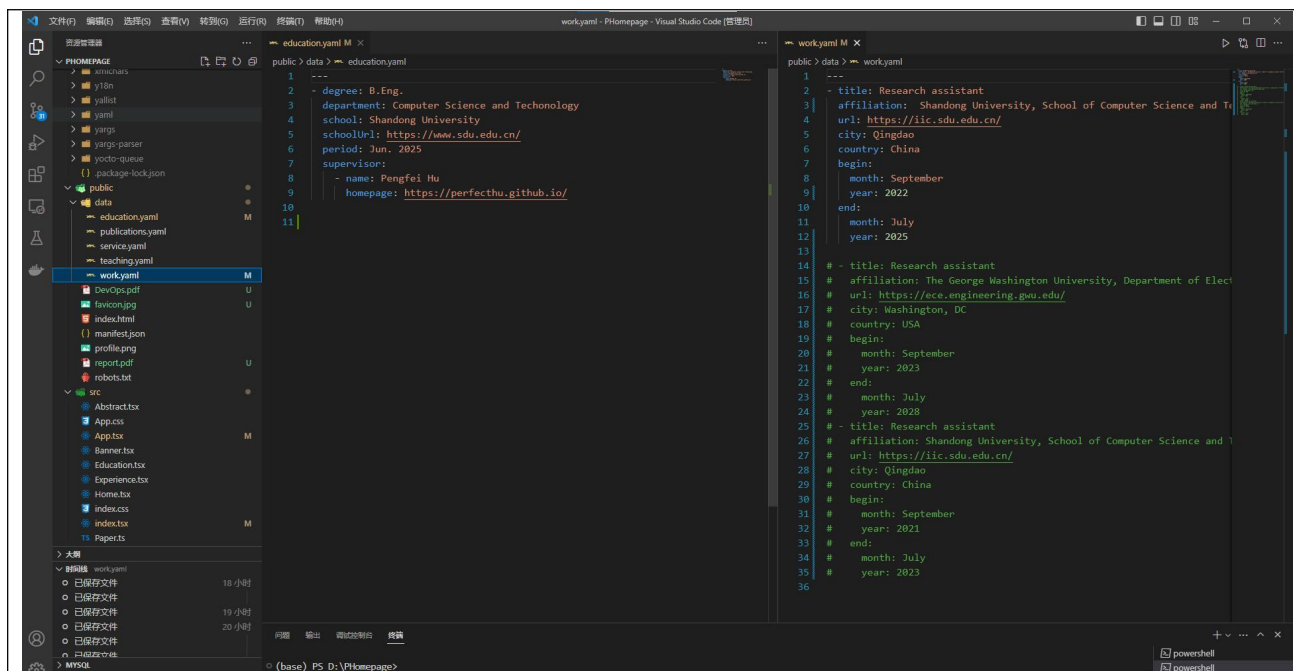 文件(F) 编辑(E) 选择(S) 查看(V) 转到(G) 运行(R) 终端(T) 帮助(H)
work.yaml - PHomepage - Visual Studio Code [管理员]
资源管理器
PHOMEPAGE
xmlchars
y18n
yallist
yaml
yargs
yargs-parser
yocto-queue
{ } .package-lock.json
public
data
education.yaml M
publications.yaml
service.yaml
teaching.yaml
work.yaml M
DevOps.pdf U
favicon.jpg U
index.html
{ } manifest.json
profile.png
report.pdf U
robots.txt
src
Abstract.tsx
App.css
App.tsx M
Banner.tsx
Education.tsx
Experience.tsx
Home.tsx
index.css
index.tsx M
TS Paper.ts
大纲
时间线 work.yaml
已保存文件 18 小时
已保存文件
已保存文件 19 小时
已保存文件 20 小时
已保存文件
已保存文件
MYSQL
education.yaml M
public > data > education.yaml
1 ---
2 - degree: B.Eng.
3 department: Computer Science and Techonology
4 school: Shandong University
5 schoolUrl: https://www.sdu.edu.cn/
6 period: Jun. 2025
7 supervisor:
8 - name: Pengfei Hu
9 homepage: https://perfecthu.github.io/
10
11
work.yaml M
public > data > work.yaml
1 ---
2 - title: Research assistant
3 affiliation: Shandong University, School of Computer Science and Te
4 url: https://iic.sdu.edu.cn/
5 city: Qingdao
6 country: China
7 begin:
8 month: September
9 year: 2022
10 end:
11 month: July
12 year: 2025
13
14 # - title: Research assistant
15 # affiliation: The George Washington University, Department of Elect
16 # url: https://ece.engineering.gwu.edu/
17 # city: Washington, DC
18 # country: USA
19 # begin:
20 # month: September
21 # year: 2023
22 # end:
23 # month: July
24 # year: 2028
25 # - title: Research assistant
26 # affiliation: Shandong University, School of Computer Science and T
27 # url: https://iic.sdu.edu.cn/
28 # city: Qingdao
29 # country: China
30 # begin:
31 # month: September
32 # year: 2021
33 # end:
34 # month: July
35 # year: 2023
36
问题 输出 调试控制台 终端
(base) PS D:\PHomepage>
powershell
powershell